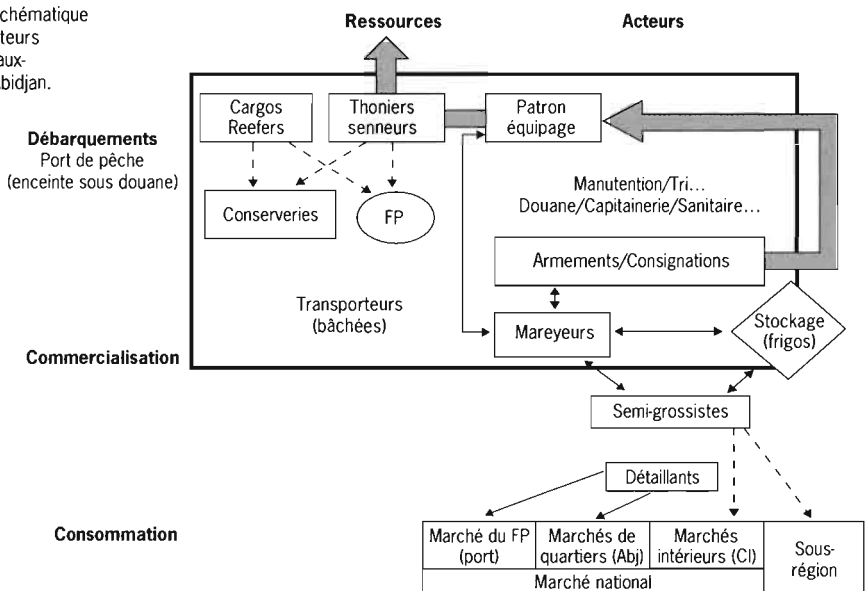 chématique
teurs
aux-
bidjan.
Ressources
Acteurs
Cargos
Reefers
Thoniers
senneurs
Patron
équipage
Débarquements
Port de pêche
(enceinte sous douane)
Conserveries
FP
Manutention/Tri...
Douane/Capitainerie/Sanitaire...
Armements/Consignations
Transporteurs
(bâchées)
Mareyeurs
Stockage
(frigos)
Commercialisation
Semi-grossistes
Détaillants
Consommation
Marché du FP
(port)
Marchés de
quartiers (Abj)
Marchés
intérieurs (CI)
Sous-
région
Marché national